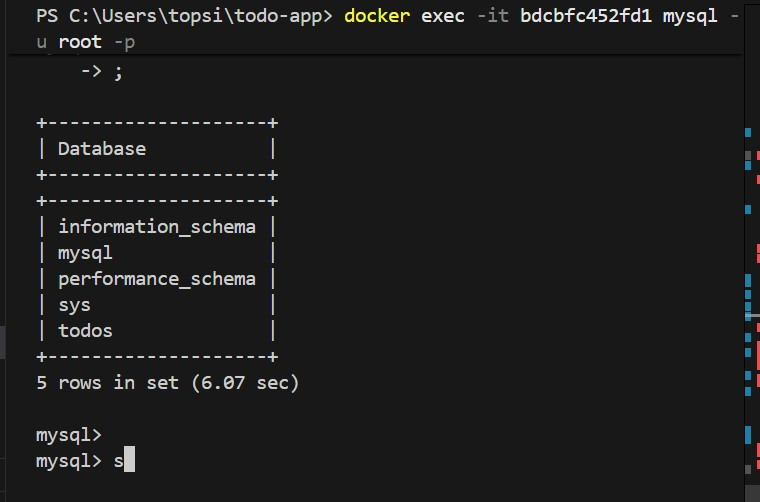 PS C:\Users\topsi\todo-app> docker exec -it bdcbfc452fd1 mysql -
u root -p
    -> ;
+--------------------+
| Database           |
+--------------------+
+--------------------+
| information_schema |
| mysql              |
| performance_schema |
| sys                |
| todos              |
+--------------------+
5 rows in set (6.07 sec)
mysql>
mysql> s